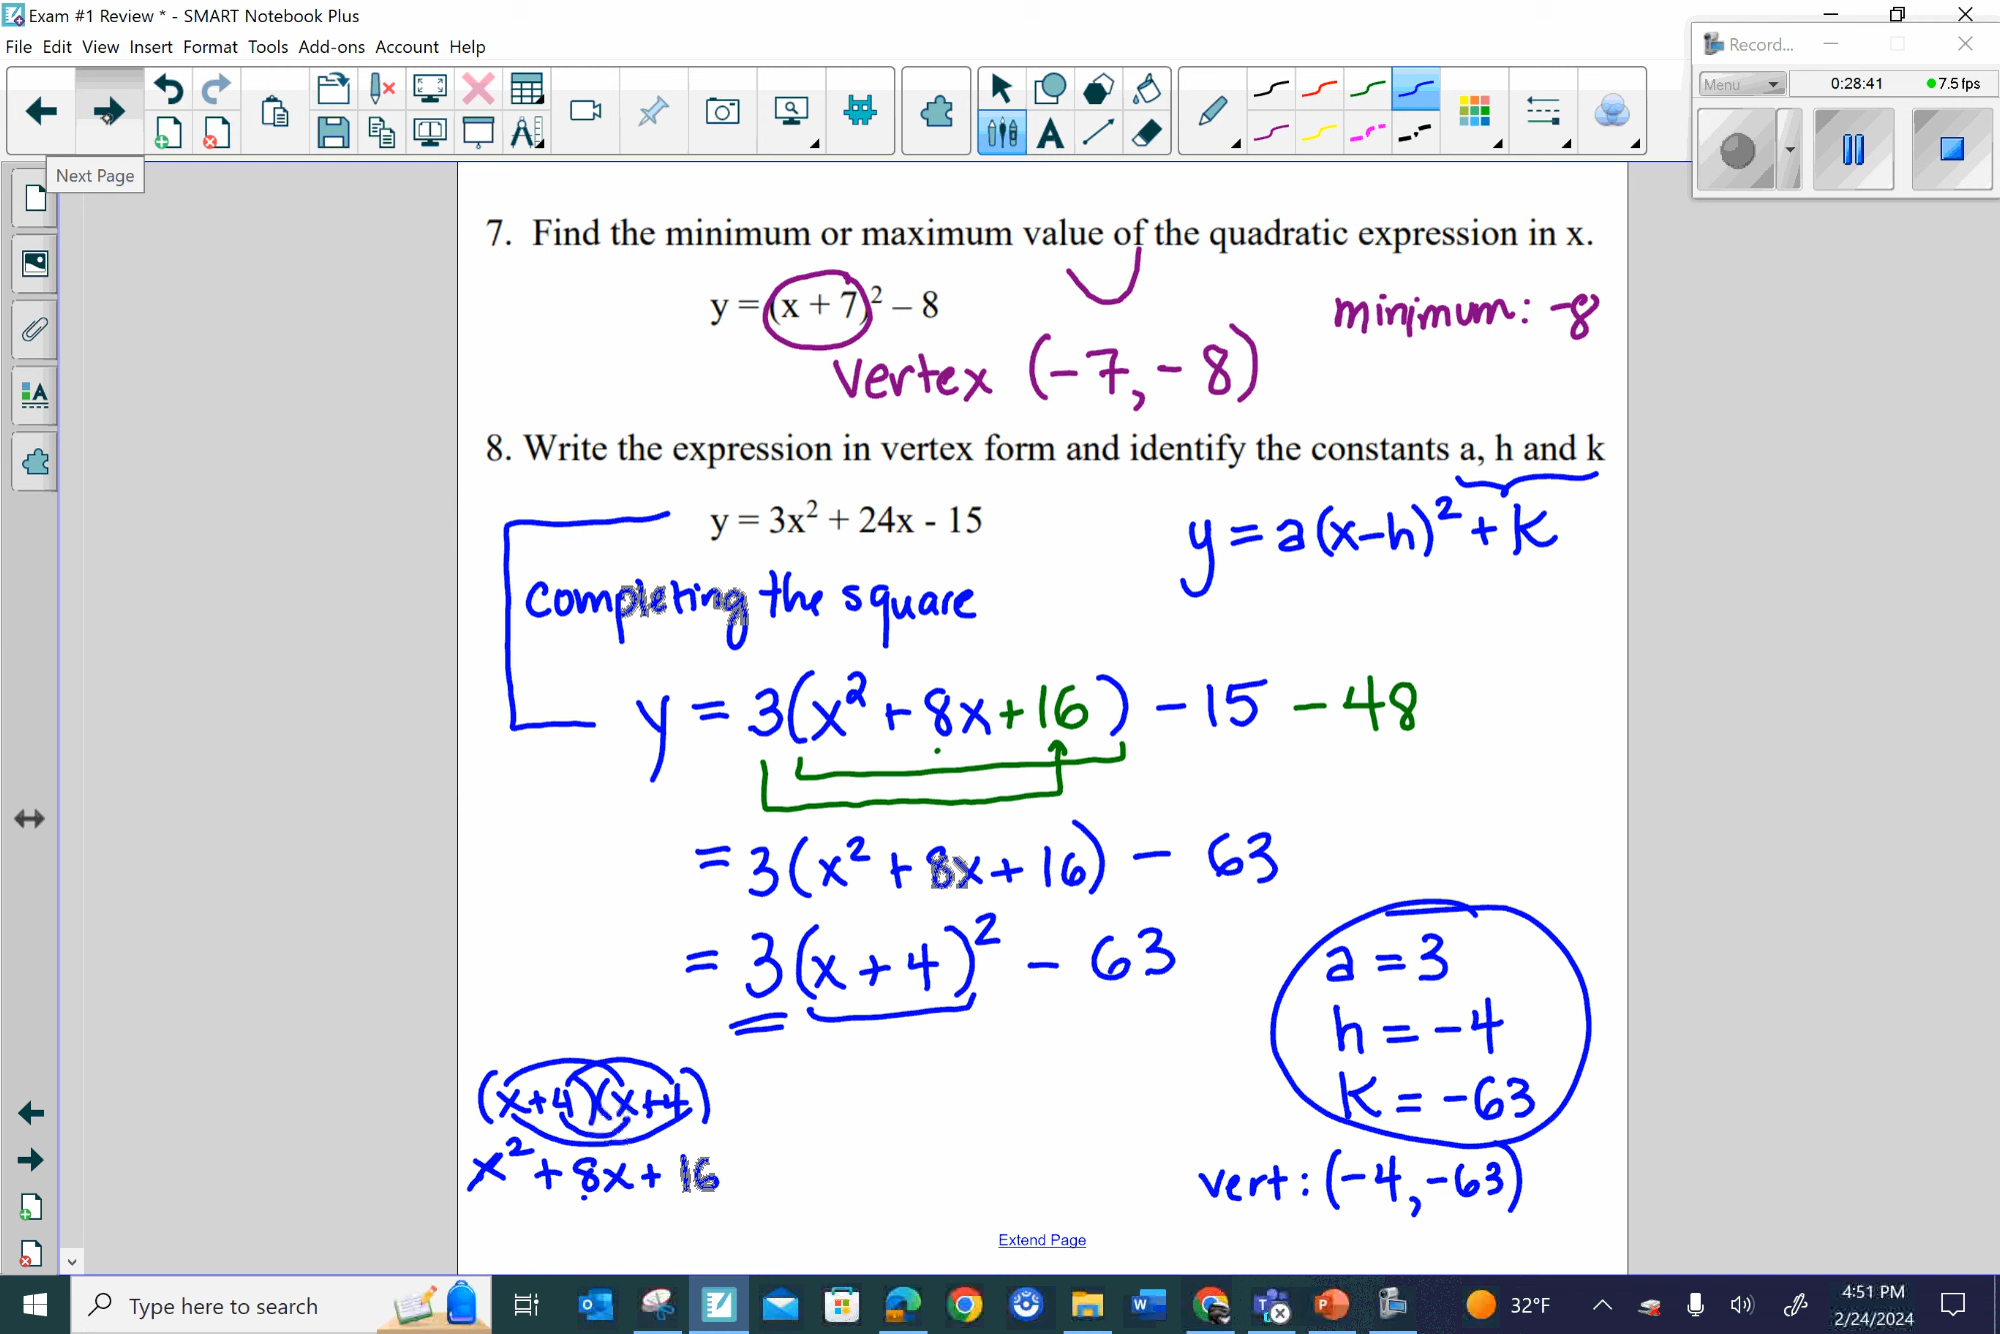 Exam #1 Review * - SMART Notebook Plus
File Edit View Insert Format Tools Add-ons Account Help
Record...
Menu 0:28:41 7.5 fps
Next Page
7. Find the minimum or maximum value of the quadratic expression in x.
y = (x + 7)² – 8
minimum: -8
vertex (-7, -8)
8. Write the expression in vertex form and identify the constants a, h and k
y = 3x² + 24x - 15
y = a(x-h)² + k
completing the square
y = 3(x² + 8x + 16) - 15 - 48
= 3(x² + 8x + 16) - 63
= 3(x + 4)² - 63
a = 3
h = -4
k = -63
(x+4)(x+4)
x² + 8x + 16
vert: (-4, -63)
Extend Page
Type here to search
32°F
4:51 PM
2/24/2024